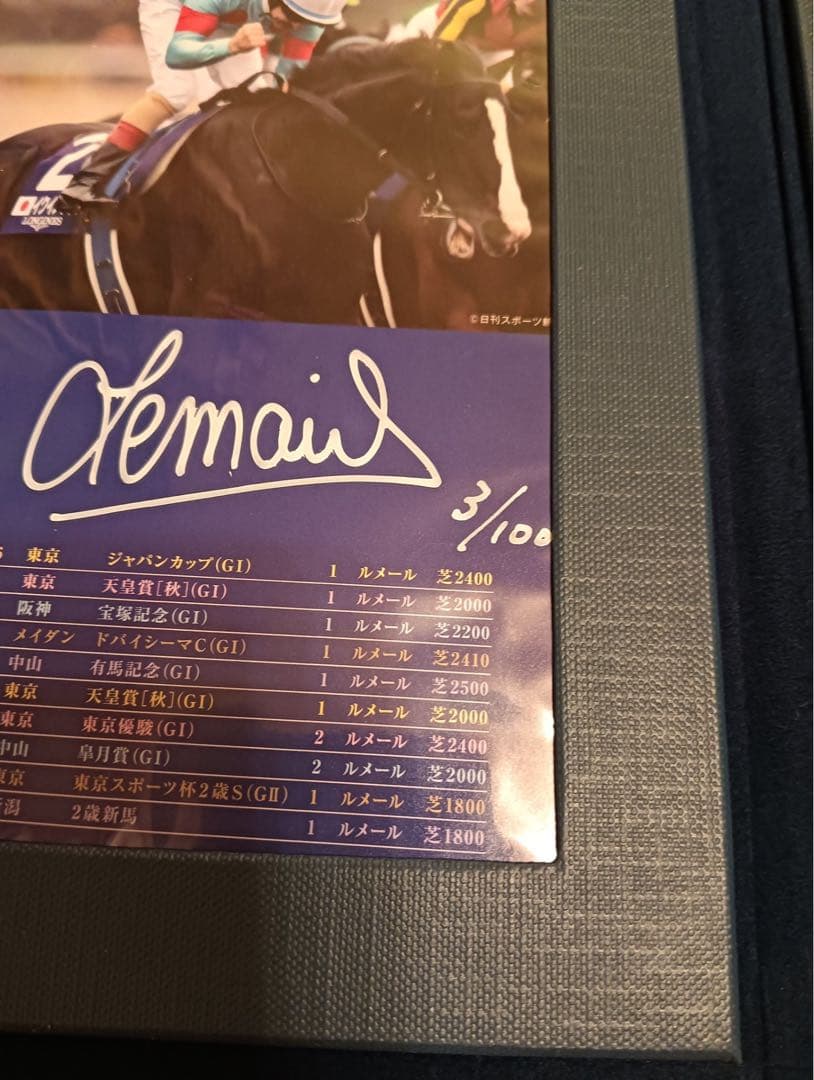 2
イクイ
LONGINES
©日刊スポーツ新
Lemaire
3/100
東京 ジャパンカップ(GI) 1 ルメール 芝2400
東京 天皇賞[秋](GI) 1 ルメール 芝2000
阪神 宝塚記念(GI) 1 ルメール 芝2200
メイダン ドバイシーマC(GI) 1 ルメール 芝2410
中山 有馬記念(GI) 1 ルメール 芝2500
東京 天皇賞[秋](GI) 1 ルメール 芝2000
東京 東京優駿(GI) 2 ルメール 芝2400
中山 皐月賞(GI) 2 ルメール 芝2000
東京 東京スポーツ杯2歳S(GII) 1 ルメール 芝1800
潟 2歳新馬 1 ルメール 芝1800